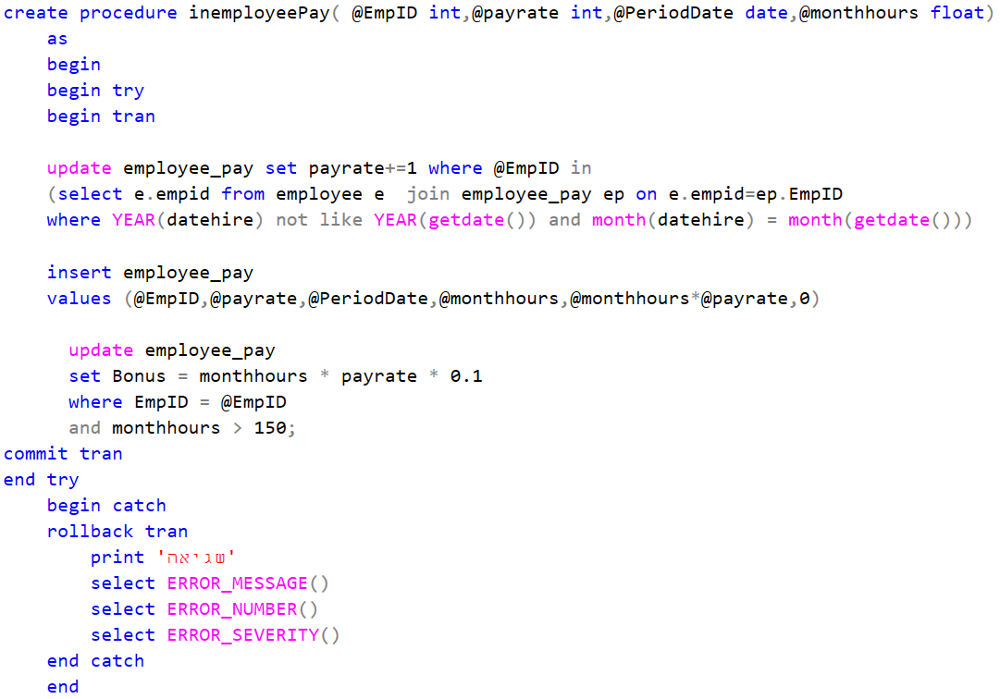 create procedure inemployeePay( @EmpID int,@payrate int,@PeriodDate date,@monthhours float)
as
begin
begin try
begin tran
update employee_pay set payrate+=1 where @EmpID in
(select e.empid from employee e  join employee_pay ep on e.empid=ep.EmpID
where YEAR(datehire) not like YEAR(getdate()) and month(datehire) = month(getdate()))
insert employee_pay
values (@EmpID,@payrate,@PeriodDate,@monthhours,@monthhours*@payrate,0)
update employee_pay
set Bonus = monthhours * payrate * 0.1
where EmpID = @EmpID
and monthhours > 150;
commit tran
end try
begin catch
rollback tran
print 'שגיאה'
select ERROR_MESSAGE()
select ERROR_NUMBER()
select ERROR_SEVERITY()
end catch
end